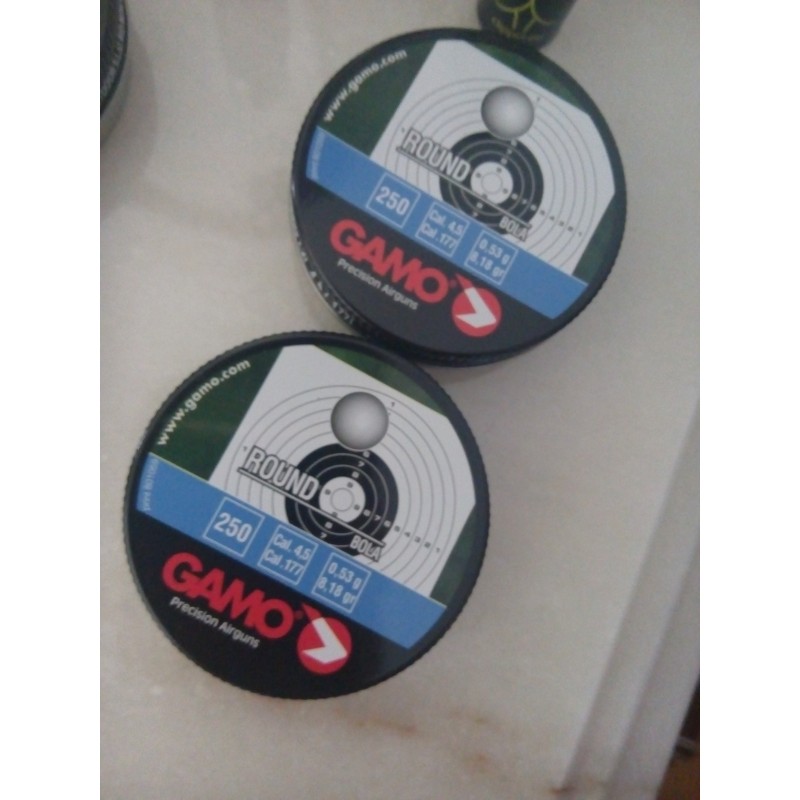 www.gamo.com
ROUND
BOLA
250
Cal. 4.5
Cal .177
0.53 g
8.18 gr
GAMO
Precision Airguns
www.gamo.com
ROUND
BOLA
250
Cal. 4.5
Cal .177
0.53 g
8.18 gr
GAMO
Precision Airguns